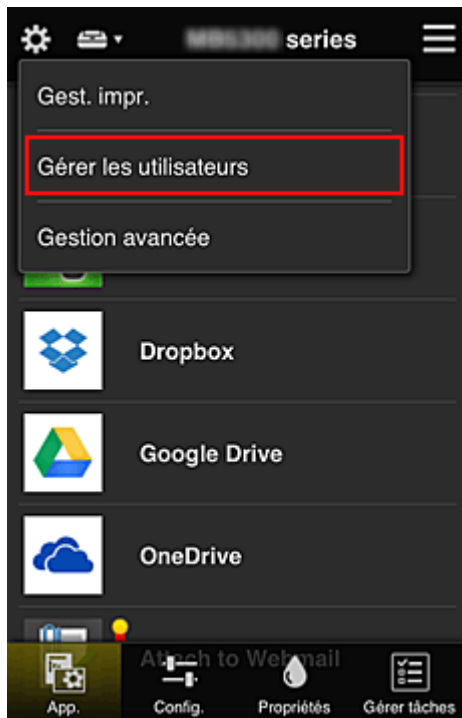 series
Gest. impr.
Gérer les utilisateurs
Gestion avancée
Dropbox
Google Drive
OneDrive
Attach to Webmail
App.
Config.
Propriétés
Gérer tâches